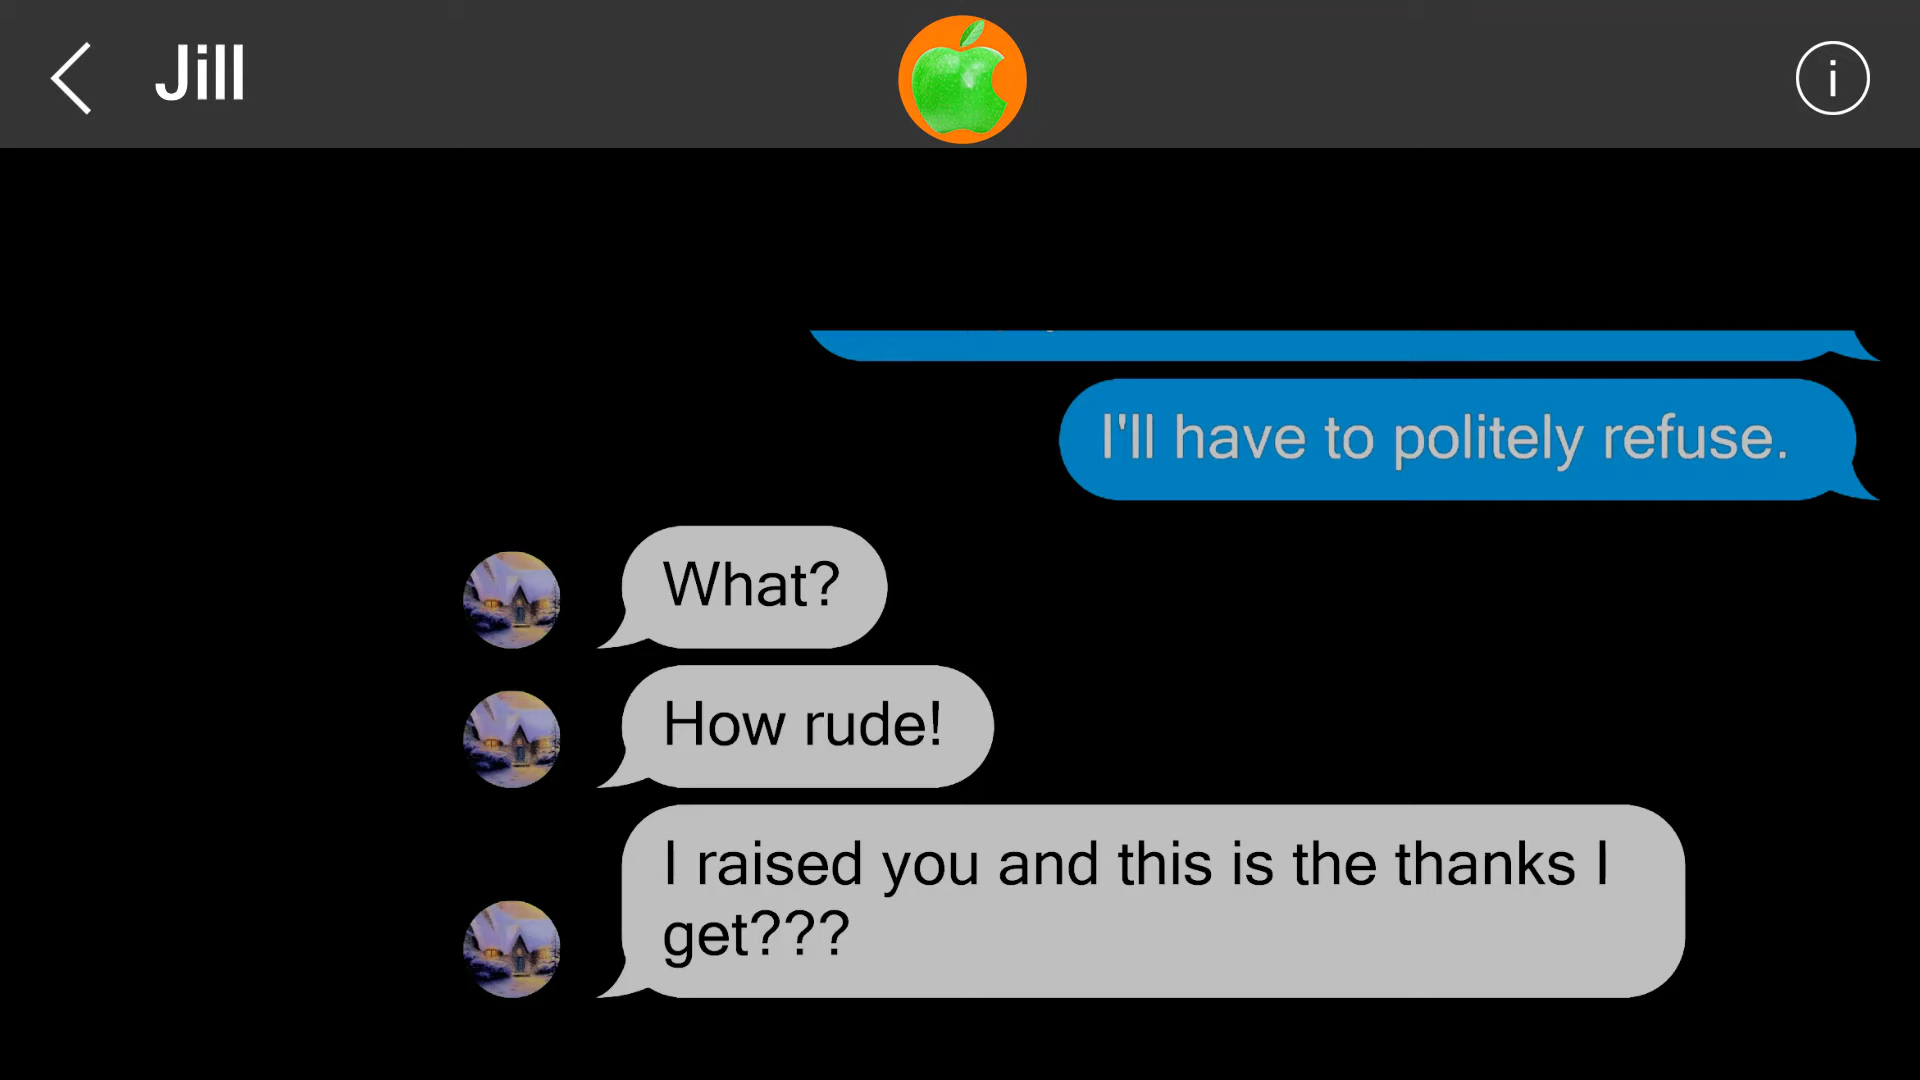 Jill
i
I'll have to politely refuse.
What?
How rude!
I raised you and this is the thanks I
get???